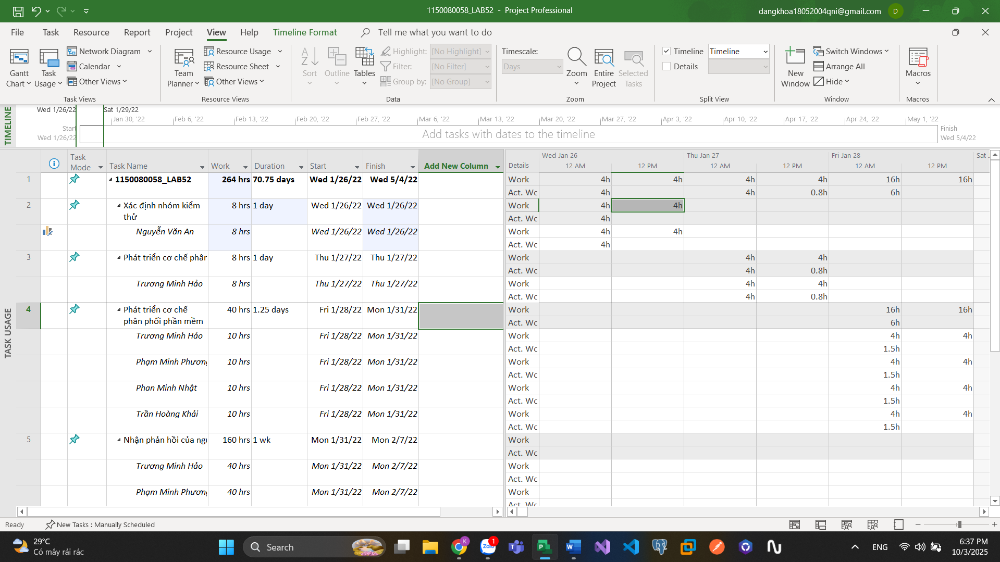 1150080058_LAB52 - Project Professional
dangkhoa18052004qni@gmail.com
D
File Task Resource Report Project View Help Timeline Format Tell me what you want to do
Gantt Chart
Task Usage
Network Diagram
Calendar
Other Views
Task Views
Team Planner
Resource Usage
Resource Sheet
Other Views
Resource Views
Sort
Outline
Tables
Highlight: [No Highlight]
Filter: [No Filter]
Group by: [No Group]
Data
Timescale:
Days
Zoom
Entire Project
Selected Tasks
Zoom
Timeline Timeline
Details
Split View
New Window
Switch Windows
Arrange All
Hide
Window
Macros
Macros
TIMELINE
Wed 1/26/22 Sat 1/29/22
Jan 30, '22 Feb 6, '22 Feb 13, '22 Feb 20, '22 Feb 27, '22 Mar 6, '22 Mar 13, '22 Mar 20, '22 Mar 27, '22 Apr 3, '22 Apr 10, '22 Apr 17, '22 Apr 24, '22 May 1, '22
Start
Wed 1/26/22
Add tasks with dates to the timeline
Finish
Wed 5/4/22
TASK USAGE
Task Mode Task Name Work Duration Start Finish Add New Column
1 1150080058_LAB52 264 hrs 70.75 days Wed 1/26/22 Wed 5/4/22
2 Xác định nhóm kiểm thử 8 hrs 1 day Wed 1/26/22 Wed 1/26/22
Nguyễn Văn An 8 hrs Wed 1/26/22 Wed 1/26/22
3 Phát triển cơ chế phân 8 hrs 1 day Thu 1/27/22 Thu 1/27/22
Trương Minh Hảo 8 hrs Thu 1/27/22 Thu 1/27/22
4 Phát triển cơ chế phân phối phần mềm 40 hrs 1.25 days Fri 1/28/22 Mon 1/31/22
Trương Minh Hảo 10 hrs Fri 1/28/22 Mon 1/31/22
Phạm Minh Phương 10 hrs Fri 1/28/22 Mon 1/31/22
Phan Minh Nhật 10 hrs Fri 1/28/22 Mon 1/31/22
Trần Hoàng Khải 10 hrs Fri 1/28/22 Mon 1/31/22
5 Nhận phản hồi của 160 hrs 1 wk Mon 1/31/22 Mon 2/7/22
Trương Minh Hảo 40 hrs Mon 1/31/22 Mon 2/7/22
Phạm Minh Phương 40 hrs Mon 1/31/22 Mon 2/7/22
Wed Jan 26 Thu Jan 27 Fri Jan 28 Sat
Details 12 AM 12 PM 12 AM 12 PM 12 AM 12 PM
Work 4h 4h 4h 4h 16h 16h
Act. Wc 4h 4h 0.8h 6h
Work 4h 4h
Act. Wc 4h
Work 4h 4h
Act. Wc 4h
Work 4h 4h
Act. Wc 4h 0.8h
Work 4h 4h
Act. Wc 4h 0.8h
Work 16h 16h
Act. Wc 6h
Work 4h 4h
Act. Wc 1.5h
Work 4h 4h
Act. Wc 1.5h
Work 4h 4h
Act. Wc 1.5h
Work 4h 4h
Act. Wc 1.5h
Work
Act. Wc
Work
Act. Wc
Work
Act. Wc
Ready New Tasks : Manually Scheduled
29°C
Có mây rải rác
Search
K
Zalo
1
ENG
6:37 PM
10/3/2025